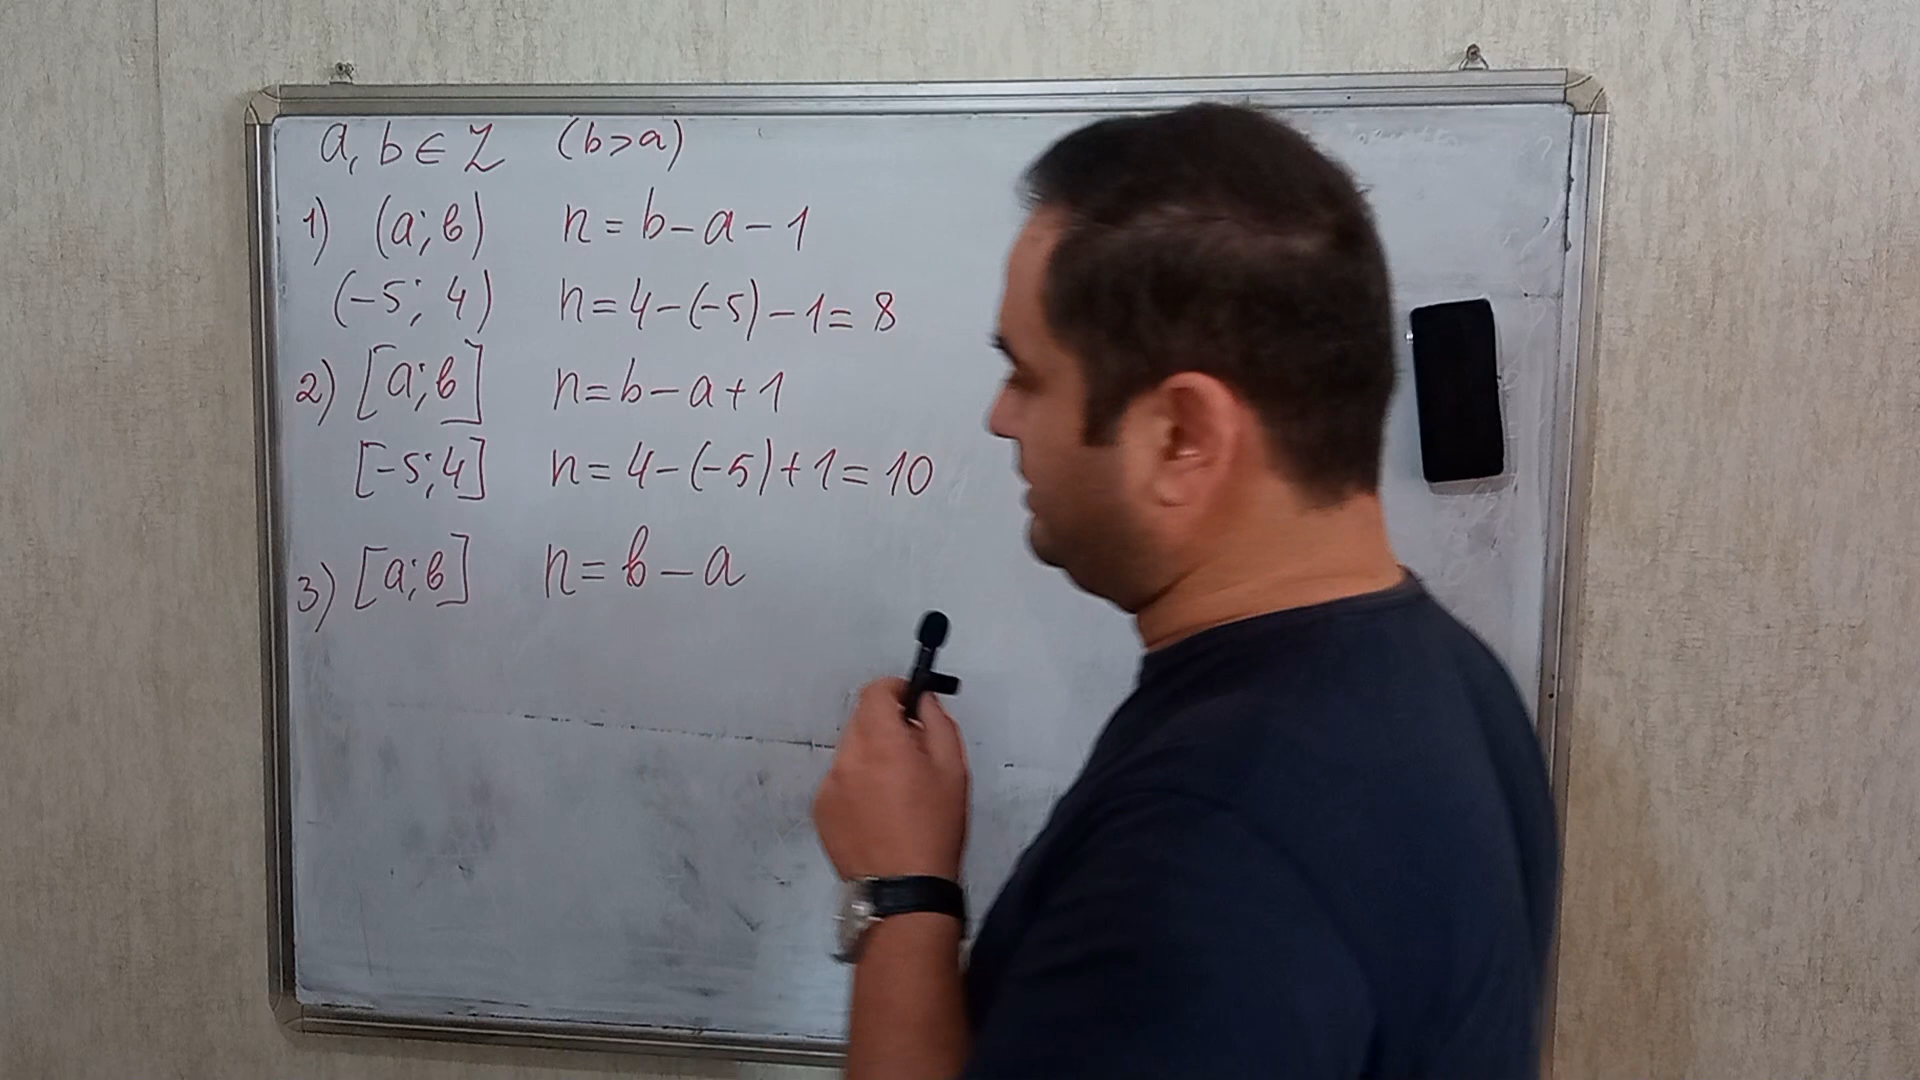 a, b ∈ Z (b>a)
1) (a; в) n = b - a - 1
(-5; 4) n = 4 - (-5) - 1 = 8
2) [a; в] n = b - a + 1
[-5; 4] n = 4 - (-5) + 1 = 10
3) [a; в] n = в - a